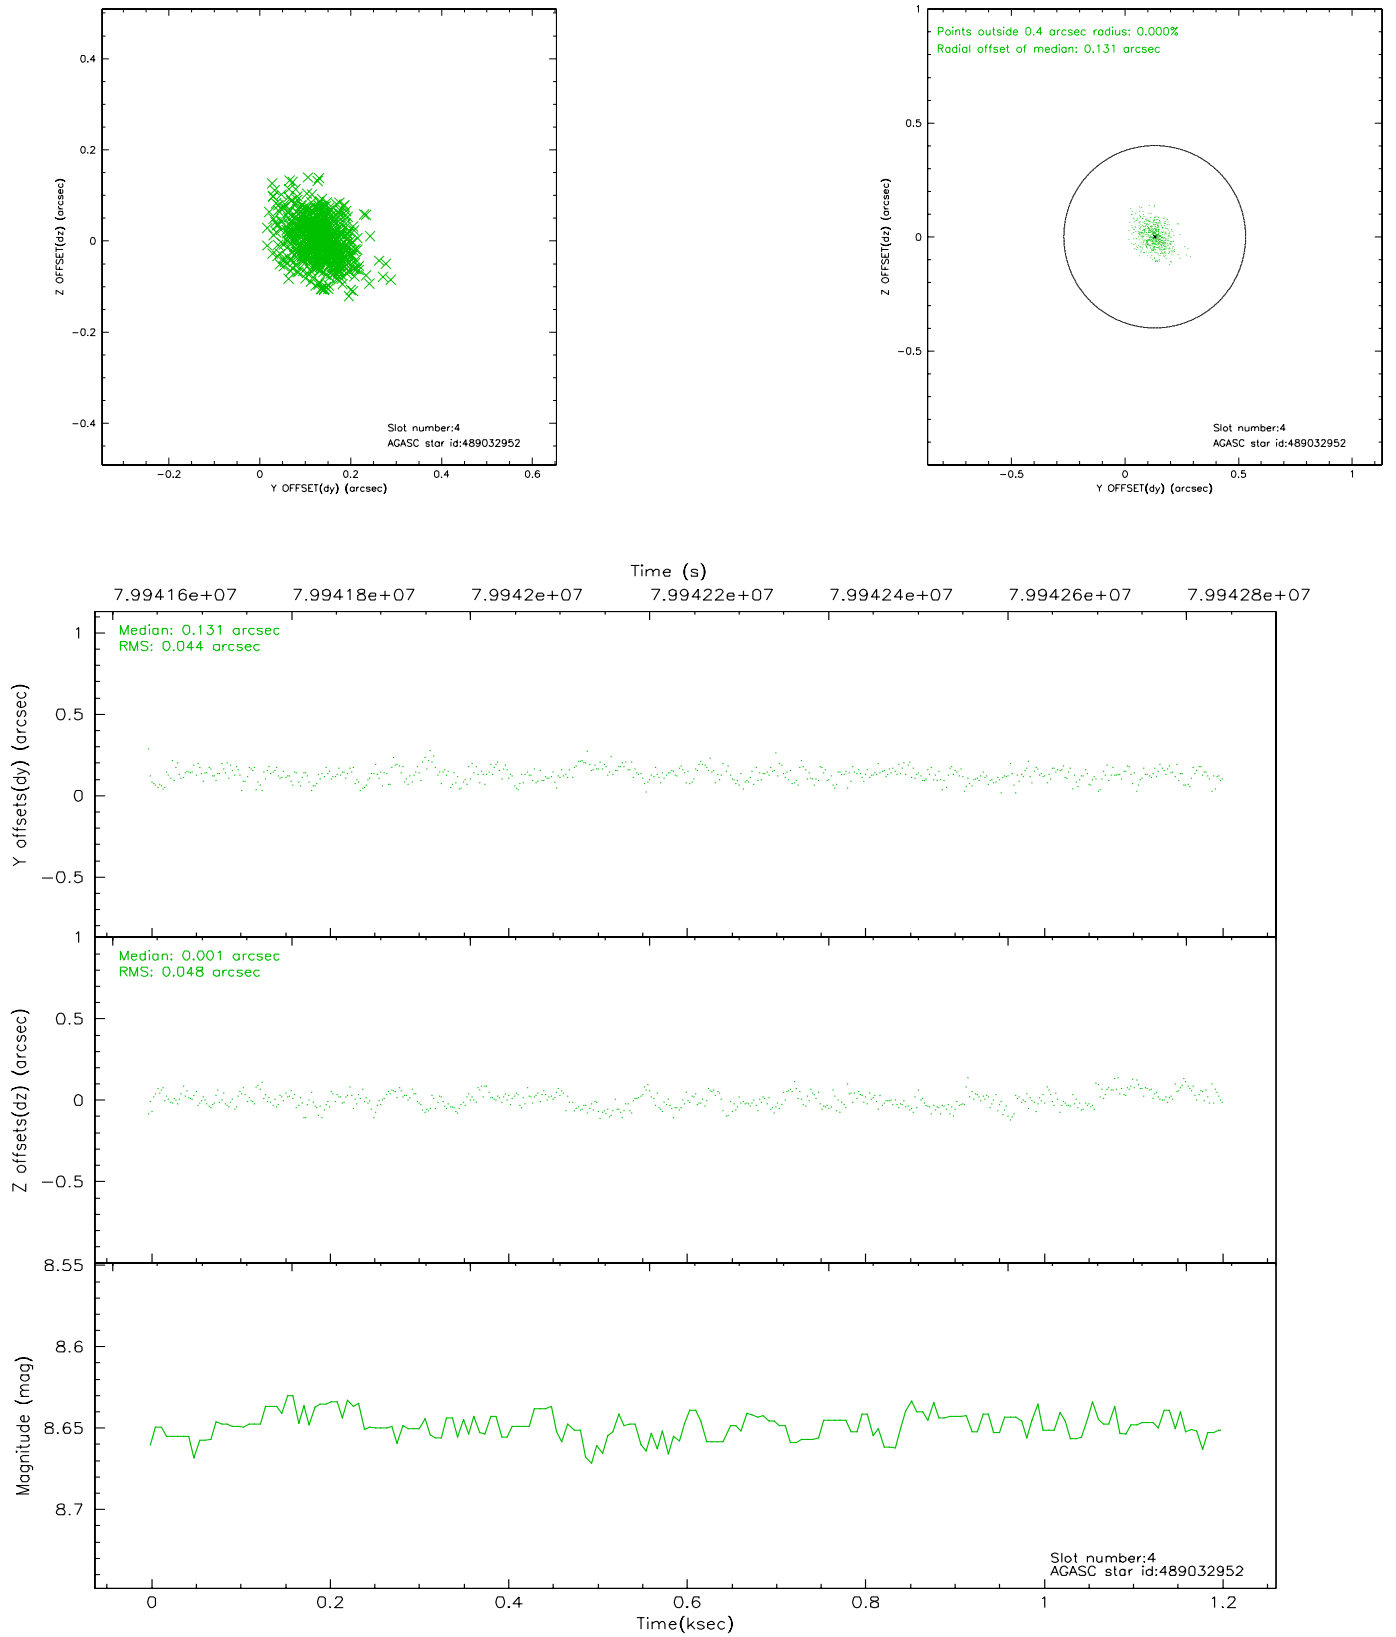 0.4
0.2
0
−0.2
−0.4
Z OFFSET(dz) (arcsec)
Slot number:4
AGASC star id:489032952
−0.2 0 0.2 0.4 0.6
Y OFFSET(dy) (arcsec)
Points outside 0.4 arcsec radius: 0.000%
Radial offset of median: 0.131 arcsec
1
0.5
0
−0.5
Z OFFSET(dz) (arcsec)
Slot number:4
AGASC star id:489032952
−0.5 0 0.5 1
Y OFFSET(dy) (arcsec)
Time (s)
7.99416e+07 7.99418e+07 7.9942e+07 7.99422e+07 7.99424e+07 7.99426e+07 7.99428e+07
Median: 0.131 arcsec
RMS: 0.044 arcsec
1
0.5
0
−0.5
Y offsets(dy) (arcsec)
Median: 0.001 arcsec
RMS: 0.048 arcsec
1
0.5
0
−0.5
Z offsets(dz) (arcsec)
8.55
8.6
8.65
8.7
Magnitude (mag)
Slot number:4
AGASC star id:489032952
0 0.2 0.4 0.6 0.8 1 1.2
Time(ksec)